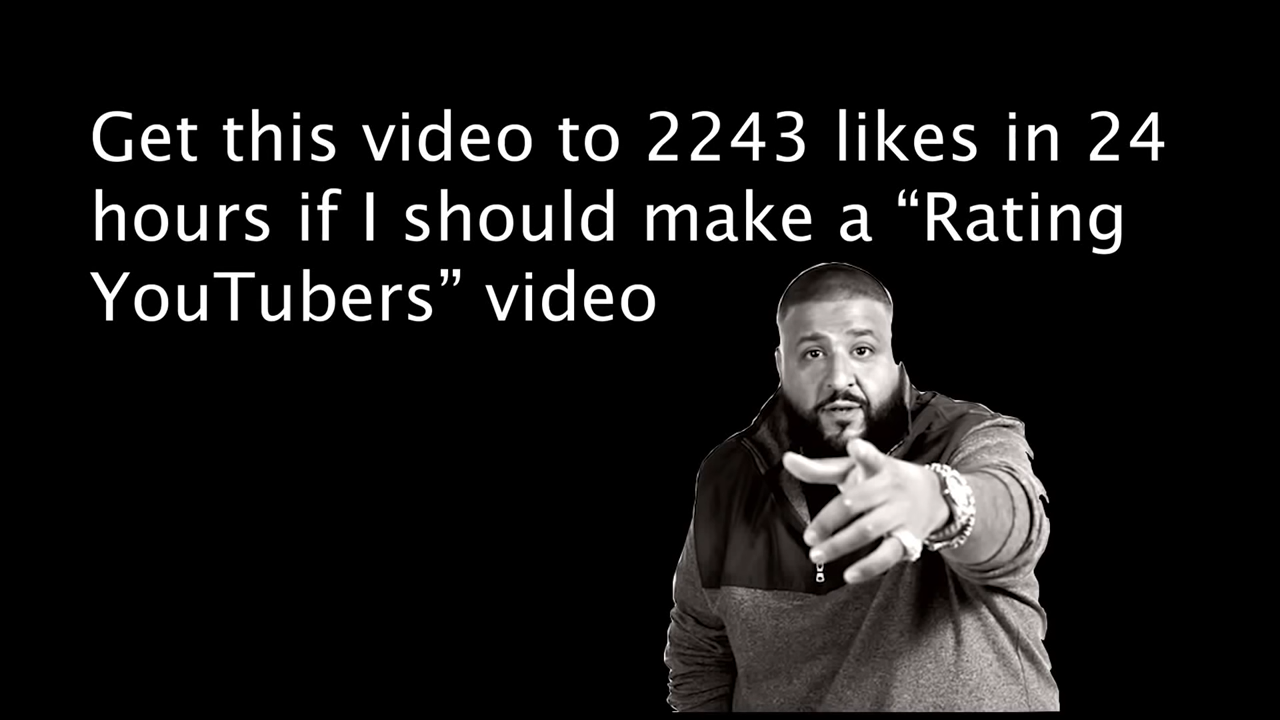 Get this video to 2243 likes in 24
hours if I should make a “Rating
YouTubers” video